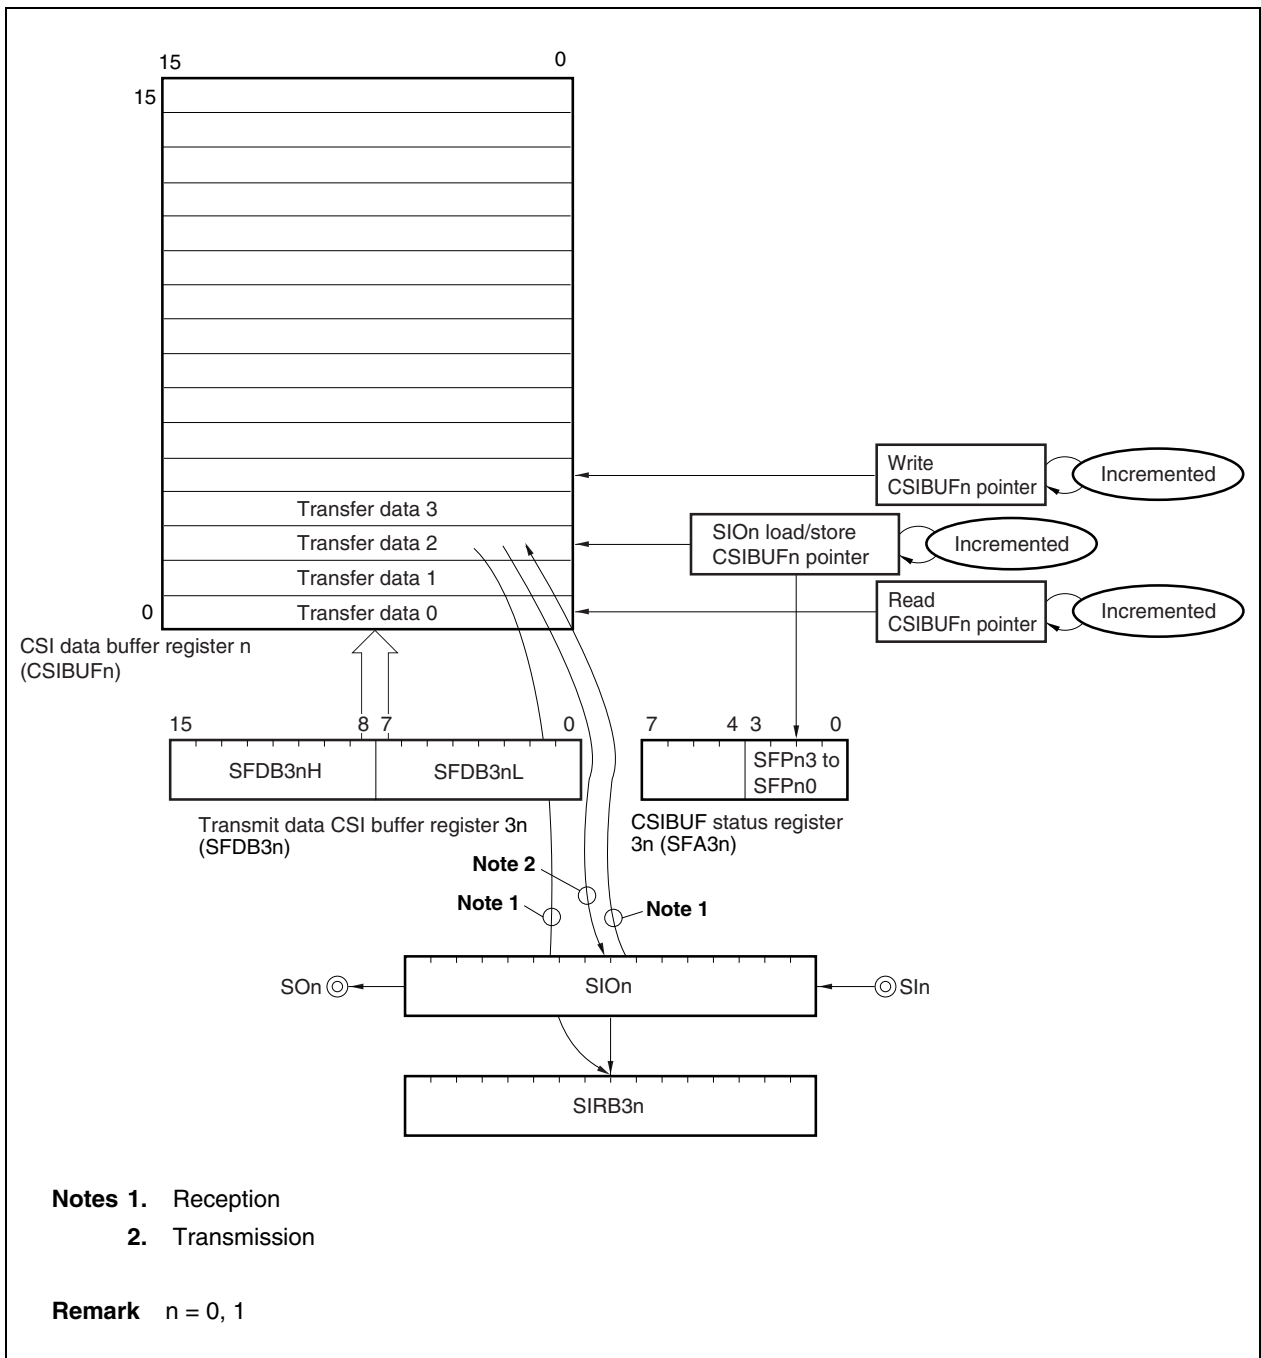 15 0
15
Write
CSIBUFn pointer
Incremented
Transfer data 3
SIOn load/store
CSIBUFn pointer
Incremented
Transfer data 2
Transfer data 1
Read
CSIBUFn pointer
Incremented
0 Transfer data 0
CSI data buffer register n
(CSIBUFn)
15 8 7 0
7 4 3 0
SFDB3nH SFDB3nL
SFPn3 to
SFPn0
Transmit data CSI buffer register 3n
(SFDB3n)
CSIBUF status register
3n (SFA3n)
Note 2
Note 1
Note 1
SOn SIOn SIn
SIRB3n
Notes 1. Reception
2. Transmission
Remark n = 0, 1